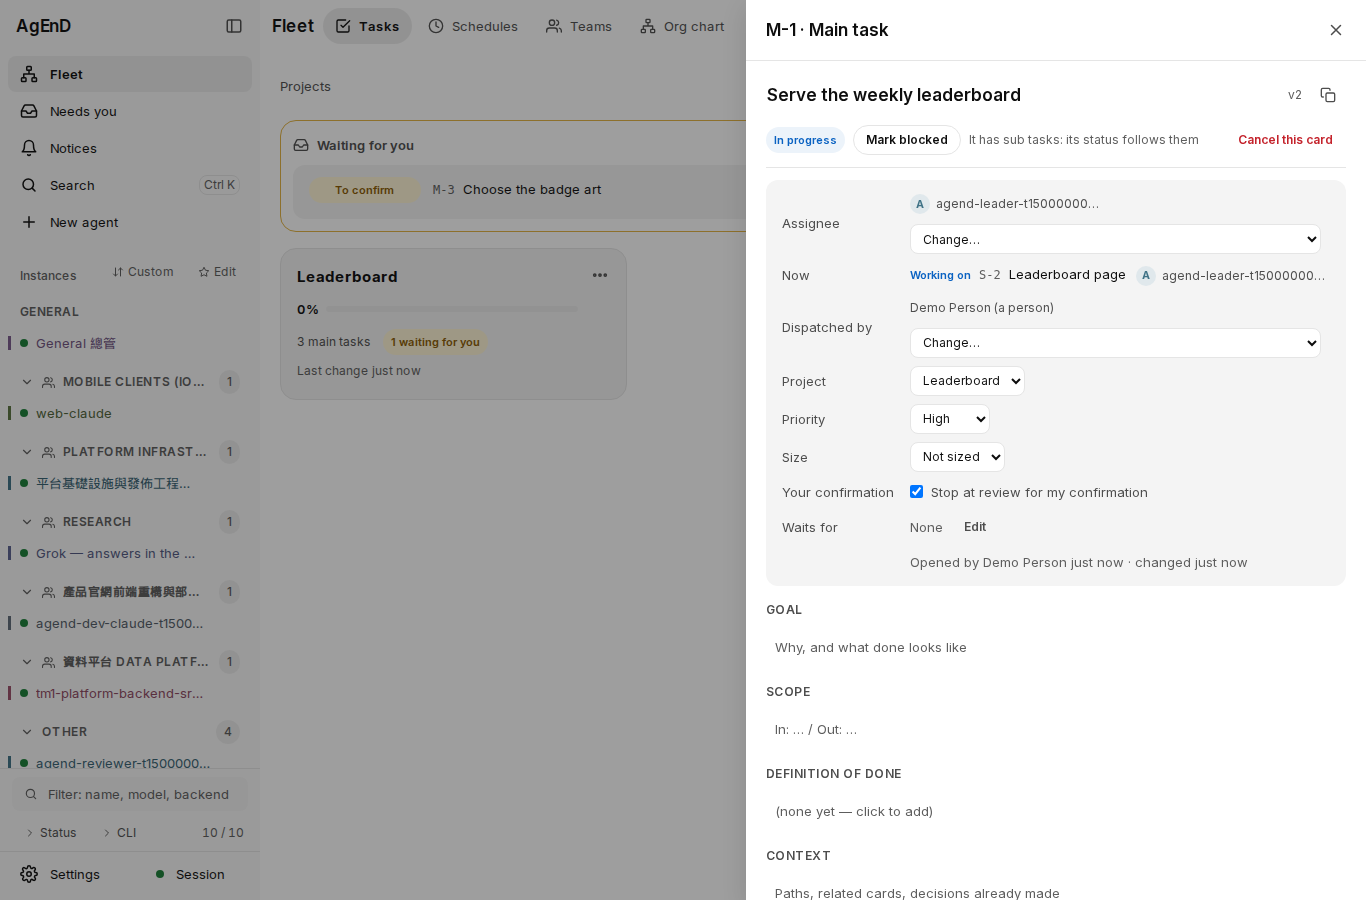 AgEnD
Fleet
Needs you
Notices
Search Ctrl K
New agent
Instances Custom Edit
GENERAL
General 總管
MOBILE CLIENTS (IO... 1
web-claude
PLATFORM INFRAST... 1
平台基礎設施與發佈工程...
RESEARCH 1
Grok — answers in the ...
產品官網前端重構與部... 1
agend-dev-claude-t1500...
資料平台 DATA PLATF... 1
tm1-platform-backend-sr...
OTHER 4
agend-reviewer-t1500000...
Filter: name, model, backend
Status CLI 10 / 10
Settings Session
Fleet Tasks Schedules Teams Org chart
Projects
Waiting for you
To confirm M-3 Choose the badge art
Leaderboard
0%
3 main tasks 1 waiting for you
Last change just now
M-1 · Main task
Serve the weekly leaderboard v2
In progress Mark blocked It has sub tasks: its status follows them Cancel this card
Assignee A agend-leader-t15000000...
Change...
Now Working on S-2 Leaderboard page A agend-leader-t15000000...
Dispatched by Demo Person (a person)
Change...
Project Leaderboard
Priority High
Size Not sized
Your confirmation Stop at review for my confirmation
Waits for None Edit
Opened by Demo Person just now · changed just now
GOAL
Why, and what done looks like
SCOPE
In: ... / Out: ...
DEFINITION OF DONE
(none yet — click to add)
CONTEXT
Paths, related cards, decisions already made